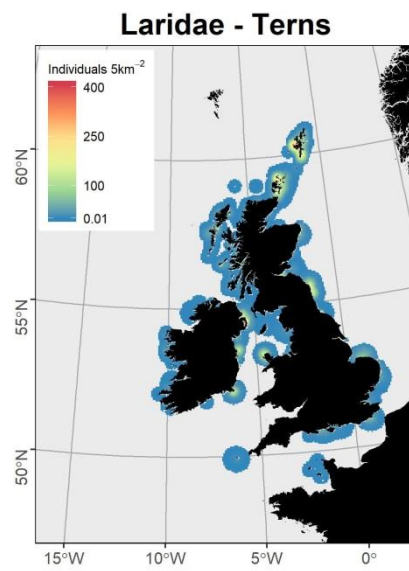 Laridae - Terns
Individuals 5km⁻²
400
250
100
0.01
60°N
55°N
50°N
15°W
10°W
5°W
0°